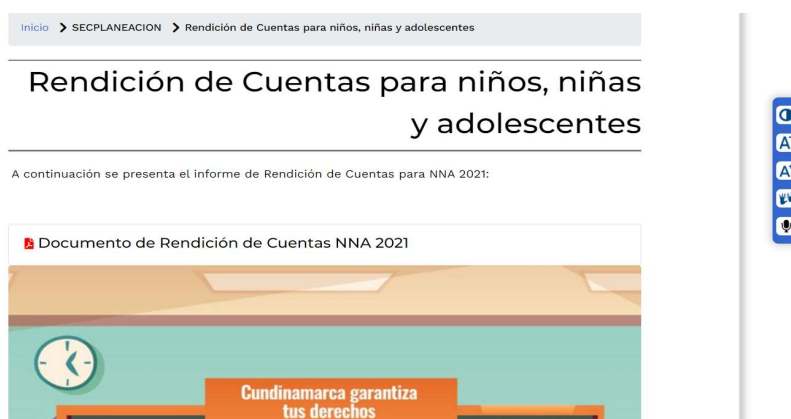 Inicio > SECPLANEACION > Rendición de Cuentas para niños, niñas y adolescentes
Rendición de Cuentas para niños, niñas
y adolescentes
A continuación se presenta el informe de Rendición de Cuentas para NNA 2021:
Documento de Rendición de Cuentas NNA 2021
Cundinamarca garantiza
tus derechos